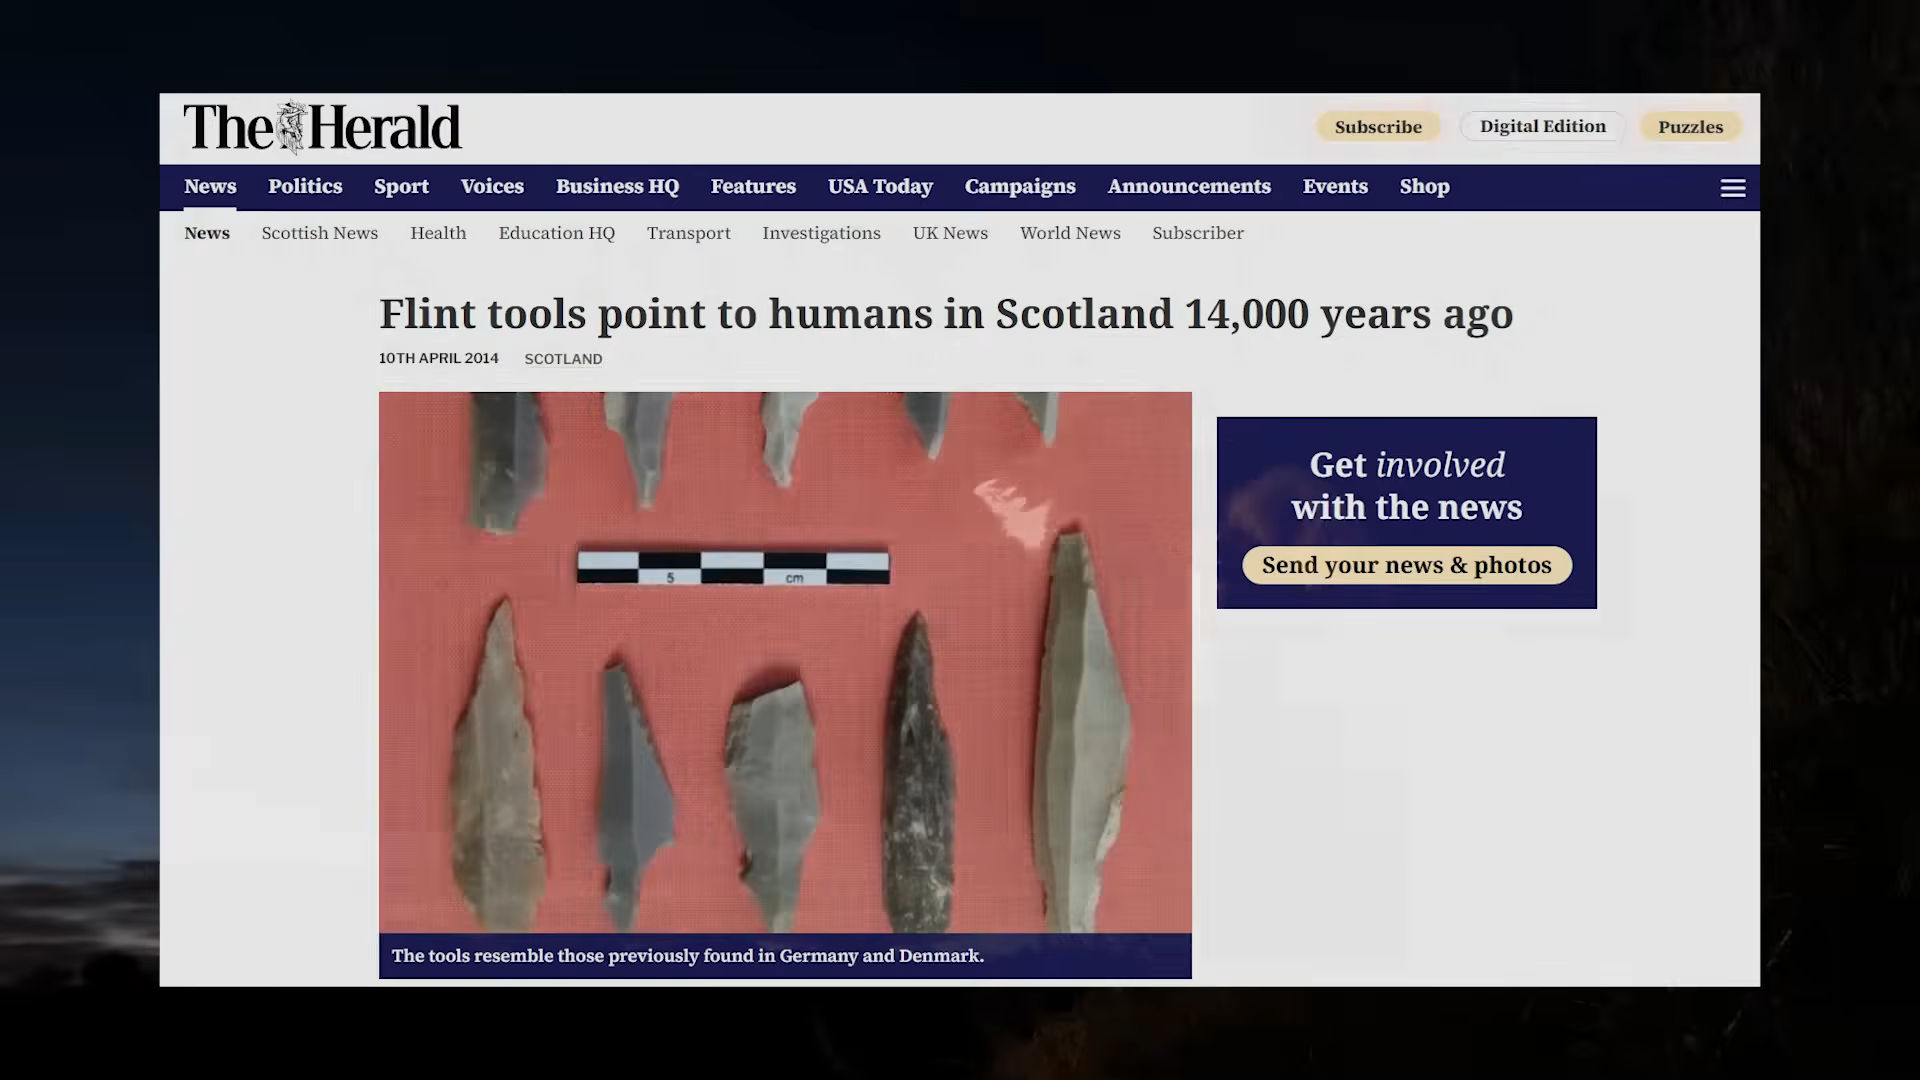 The Herald
Subscribe
Digital Edition
Puzzles
News Politics Sport Voices Business HQ Features USA Today Campaigns Announcements Events Shop
News Scottish News Health Education HQ Transport Investigations UK News World News Subscriber
Flint tools point to humans in Scotland 14,000 years ago
10TH APRIL 2014 SCOTLAND
5 cm
Get involved
with the news
Send your news & photos
The tools resemble those previously found in Germany and Denmark.